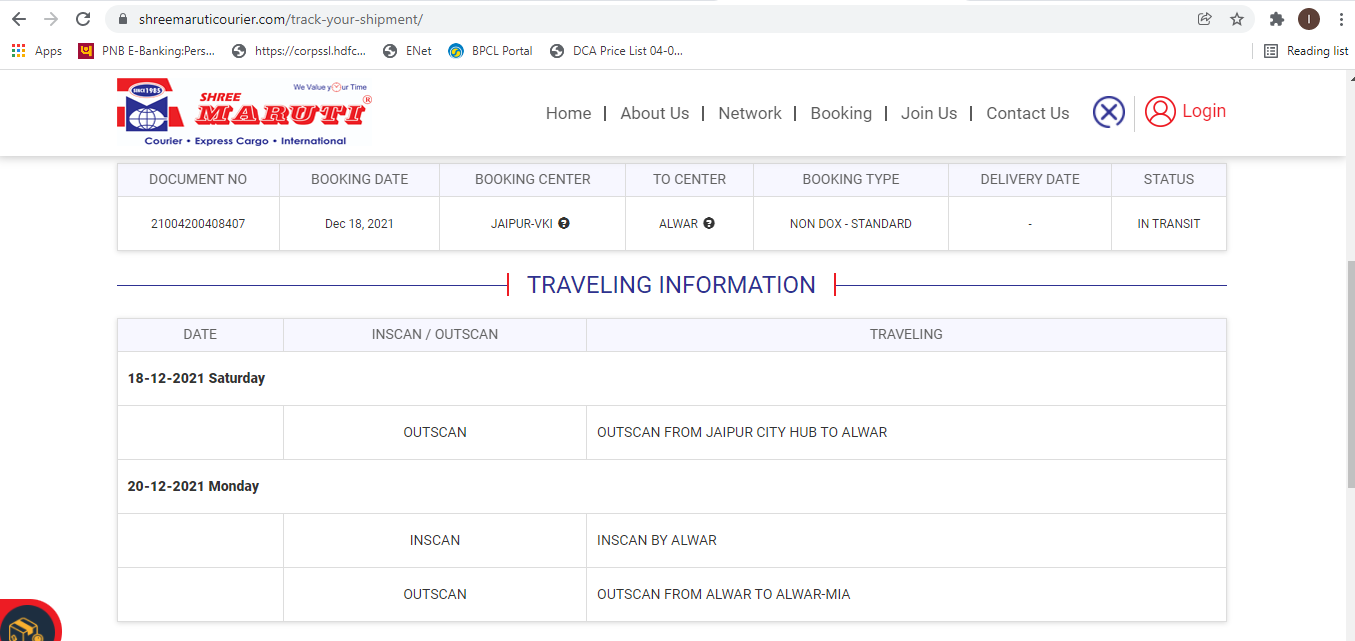 shreemaruticourier.com/track-your-shipment/
I
Apps PNB E-Banking:Pers... https://corpssl.hdfc... ENet BPCL Portal DCA Price List 04-0... Reading list
SINCE 1985
We Value y ur Time
SHREE
MARUTI ®
Courier • Express Cargo • International
Home | About Us | Network | Booking | Join Us | Contact Us Login
DOCUMENT NO BOOKING DATE BOOKING CENTER TO CENTER BOOKING TYPE DELIVERY DATE STATUS
21004200408407 Dec 18, 2021 JAIPUR-VKI ? ALWAR ? NON DOX - STANDARD - IN TRANSIT
TRAVELING INFORMATION
DATE INSCAN / OUTSCAN TRAVELING
18-12-2021 Saturday
OUTSCAN OUTSCAN FROM JAIPUR CITY HUB TO ALWAR
20-12-2021 Monday
INSCAN INSCAN BY ALWAR
OUTSCAN OUTSCAN FROM ALWAR TO ALWAR-MIA